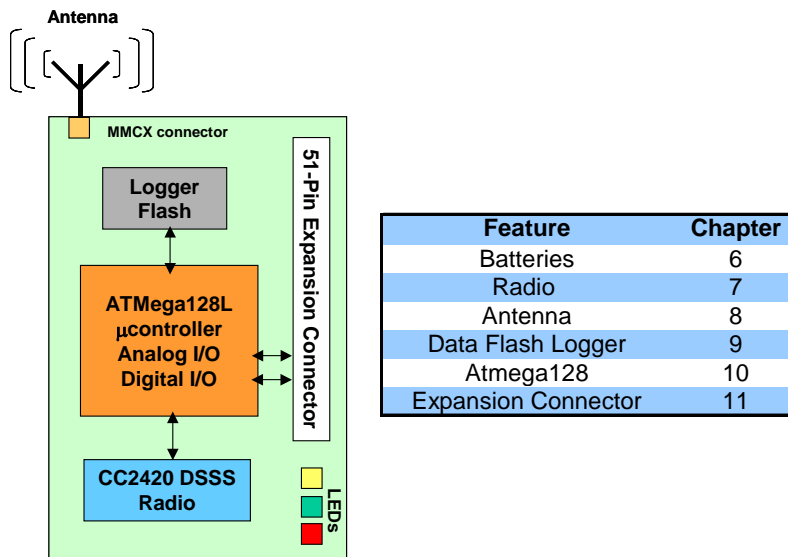 Antenna
MMCX connector
Logger
Flash
51-Pin Expansion Connector
ATMega128L
μcontroller
Analog I/O
Digital I/O
CC2420 DSSS
Radio
LEDs
Feature Chapter
Batteries 6
Radio 7
Antenna 8
Data Flash Logger 9
Atmega128 10
Expansion Connector 11